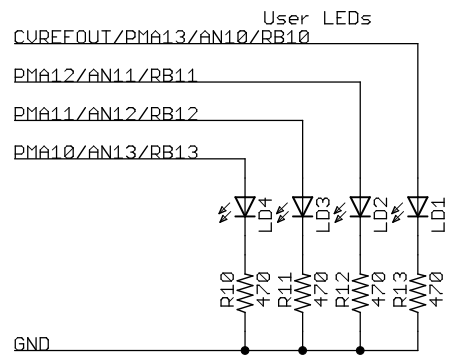 User LEDs
CVREFOUT/PMA13/AN10/RB10
PMA12/AN11/RB11
PMA11/AN12/RB12
PMA10/AN13/RB13
LD4
LD3
LD2
LD1
R10
470
R11
470
R12
470
R13
470
GND